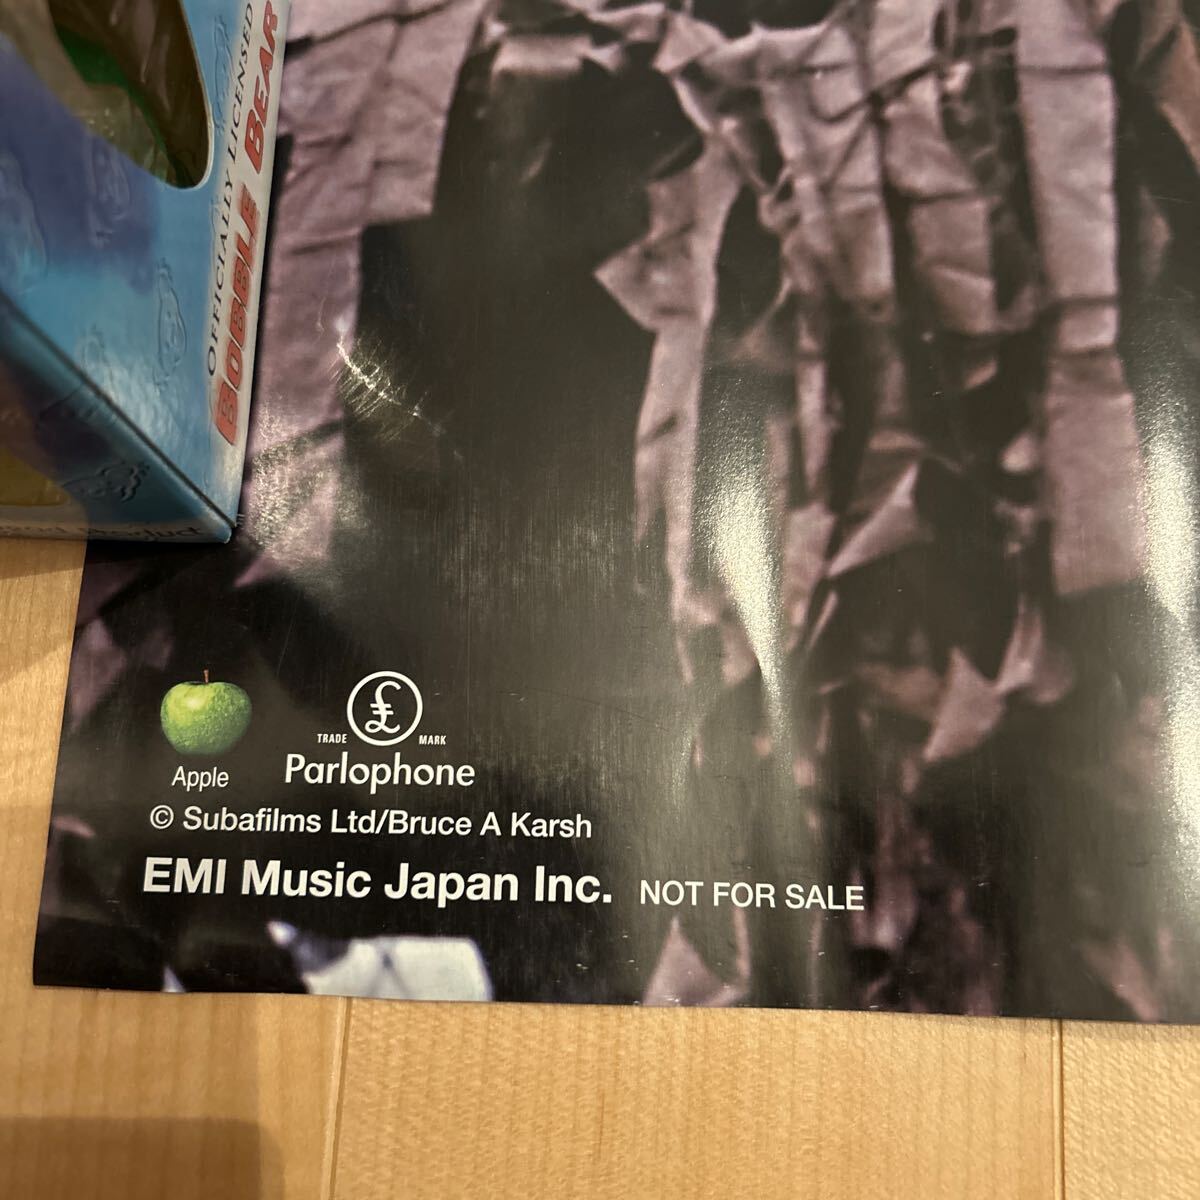 OFFICIALLY LICENSED
BOBBLE BEAR
£
TRADE MARK
Apple
Parlophone
© Subafilms Ltd/Bruce A Karsh
EMI Music Japan Inc. NOT FOR SALE